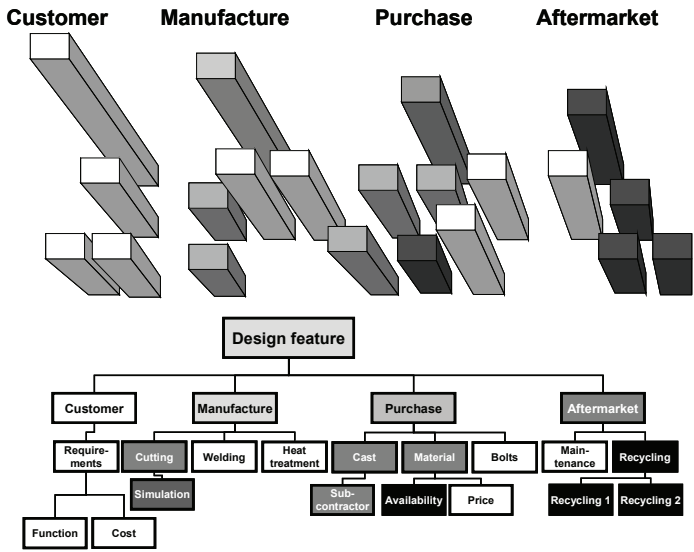 Customer Manufacture Purchase Aftermarket
Design feature
Customer Manufacture Purchase Aftermarket
Require-
ments
Cutting
Welding
Heat
treatment
Cast
Material
Bolts
Main-
tenance
Recycling
Simulation
Sub-
contractor
Availability
Price
Recycling 1
Recycling 2
Function
Cost